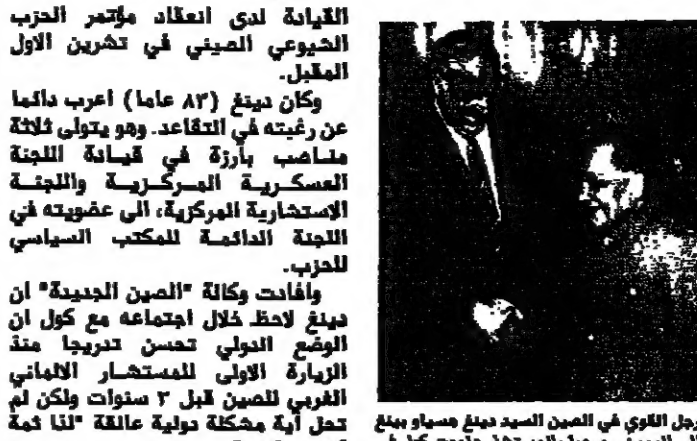 القيادة لدى انعقاد مؤتمر الحزب
الشيوعي الصيني في تشرين الاول
المقبل.
وكان دينغ (٨٣ عاما) اعرب دائما
عن رغبته في التقاعد. وهو يتولى ثلاثة
مناصب بارزة في قيادة اللجنة
العسكرية المركزية واللجنة
الاستشارية المركزية، الى عضويته في
اللجنة الدائمة للمكتب السياسي
للحزب.
وافادت وكالة "الصين الجديدة" ان
دينغ لاحظ خلال اجتماعه مع كول ان
الوضع الدولي تحسن تدريجا منذ
الزيارة الاولى للمستشار الالماني
الغربي للصين قبل ٣ سنوات ولكن لم
تحل أية مشكلة دولية عالقة "لذا ثمة
القوي في الصين السيد دينغ هسياو بينغ